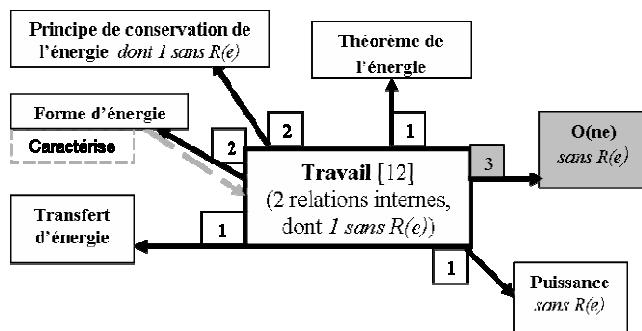 Principe de conservation de
l'énergie dont 1 sans R(e)
Théorème de
l'énergie
Forme d'énergie
Caractérise
2
2
1
3
O(ne)
sans R(e)
Travail [12]
(2 relations internes,
dont 1 sans R(e))
Transfert
d'énergie
1
1
Puissance
sans R(e)